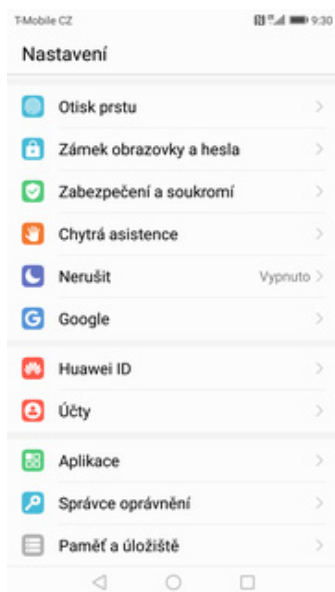 T-Mobile CZ 9:30
Nastavení
Otisk prstu
Zámek obrazovky a hesla
Zabezpečení a soukromí
Chytrá asistence
Nerušit Vypnuto
Google
Huawei ID
Účty
Aplikace
Správce oprávnění
Paměť a úložiště